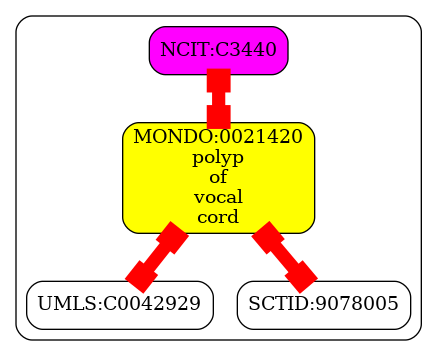 NCIT:C3440
MONDO:0021420
polyp
of
vocal
cord
UMLS:C0042929
SCTID:9078005